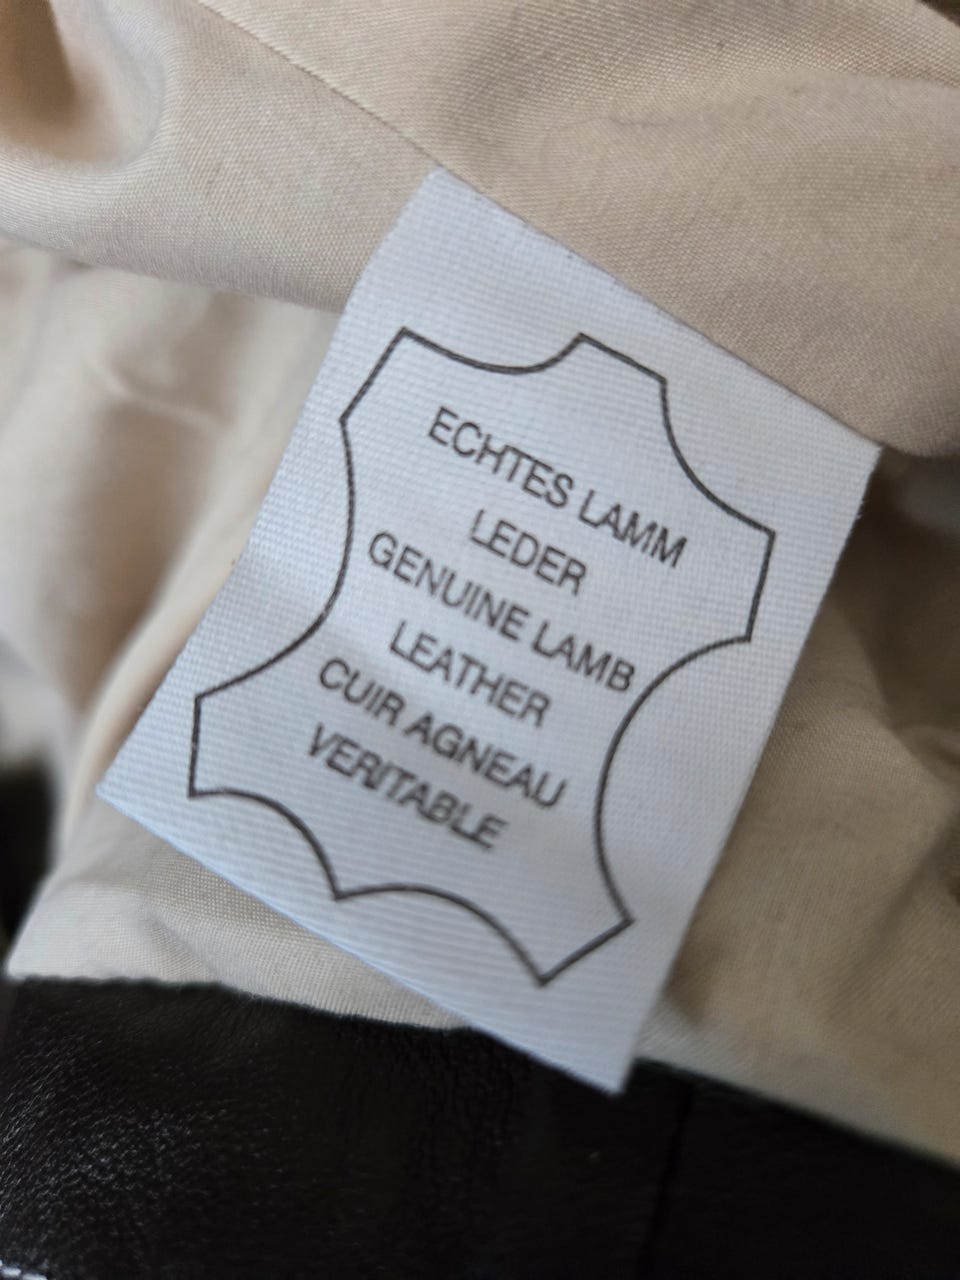 ECHTES LAMM
LEDER
GENUINE LAMB
LEATHER
CUIR AGNEAU
VERITABLE